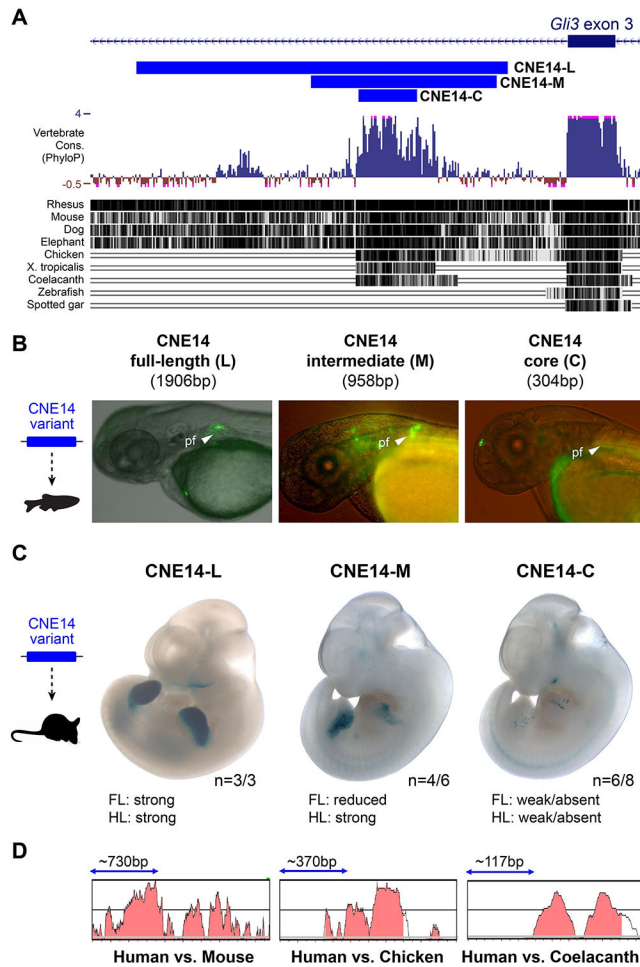 A
Gli3 exon 3
CNE14-L
CNE14-M
CNE14-C
4
Vertebrate
Cons.
(PhyloP)
-0.5
Rhesus
Mouse
Dog
Elephant
Chicken
X. tropicalis
Coelacanth
Zebrafish
Spotted gar
B
CNE14
full-length (L)
(1906bp)
CNE14
intermediate (M)
(958bp)
CNE14
core (C)
(304bp)
CNE14
variant
pf
pf
pf
C
CNE14-L
CNE14-M
CNE14-C
CNE14
variant
n=3/3
n=4/6
n=6/8
FL: strong
HL: strong
FL: reduced
HL: strong
FL: weak/absent
HL: weak/absent
D
~730bp
~370bp
~117bp
Human vs. Mouse
Human vs. Chicken
Human vs. Coelacanth